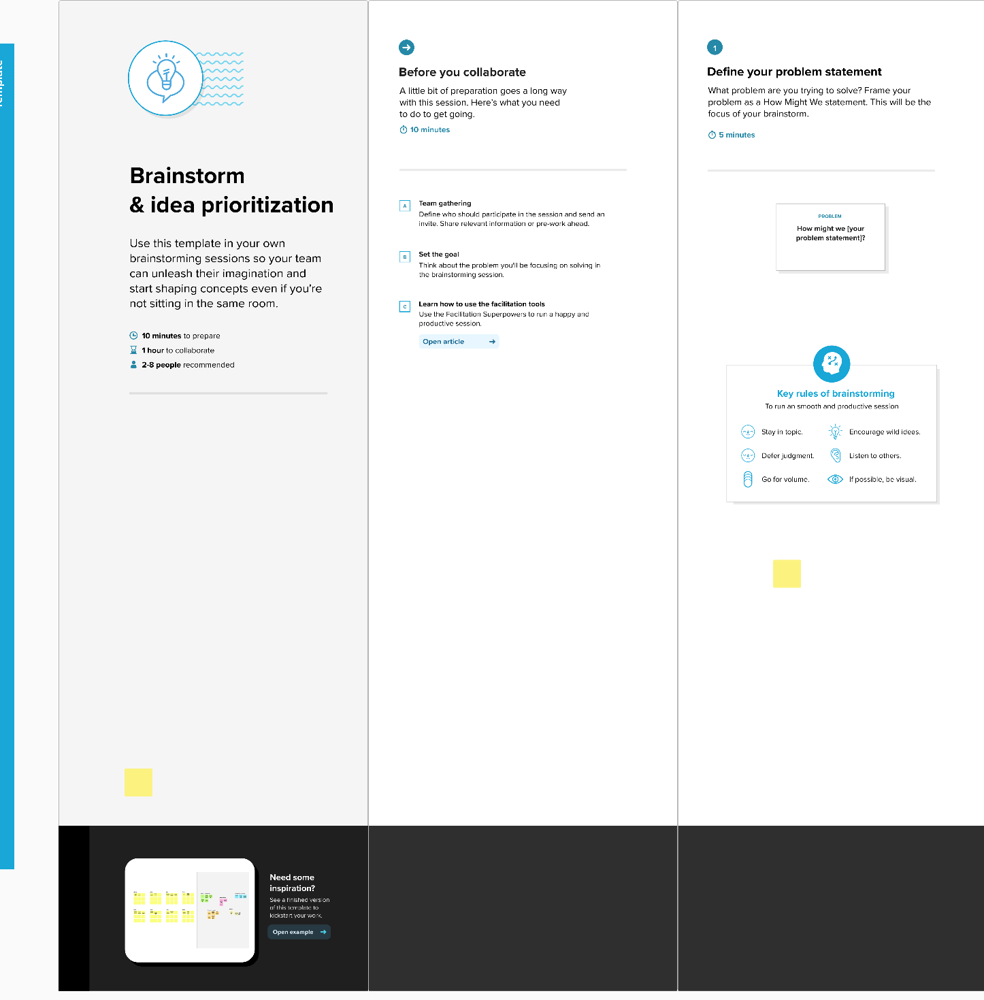 Template
Brainstorm
& idea prioritization
Use this template in your own
brainstorming sessions so your team
can unleash their imagination and
start shaping concepts even if you're
not sitting in the same room.
10 minutes to prepare
1 hour to collaborate
2-8 people recommended
Need some
inspiration?
See a finished version
of this template to
kickstart your work.
Open example
Before you collaborate
A little bit of preparation goes a long way
with this session. Here's what you need
to do to get going.
10 minutes
A
Team gathering
Define who should participate in the session and send an
invite. Share relevant information or pre-work ahead.
B
Set the goal
Think about the problem you'll be focusing on solving in
the brainstorming session.
C
Learn how to use the facilitation tools
Use the Facilitation Superpowers to run a happy and
productive session.
Open article
1
Define your problem statement
What problem are you trying to solve? Frame your
problem as a How Might We statement. This will be the
focus of your brainstorm.
5 minutes
PROBLEM
How might we [your
problem statement]?
Key rules of brainstorming
To run an smooth and productive session
Stay in topic.
Encourage wild ideas.
Defer judgment.
Listen to others.
Go for volume.
If possible, be visual.